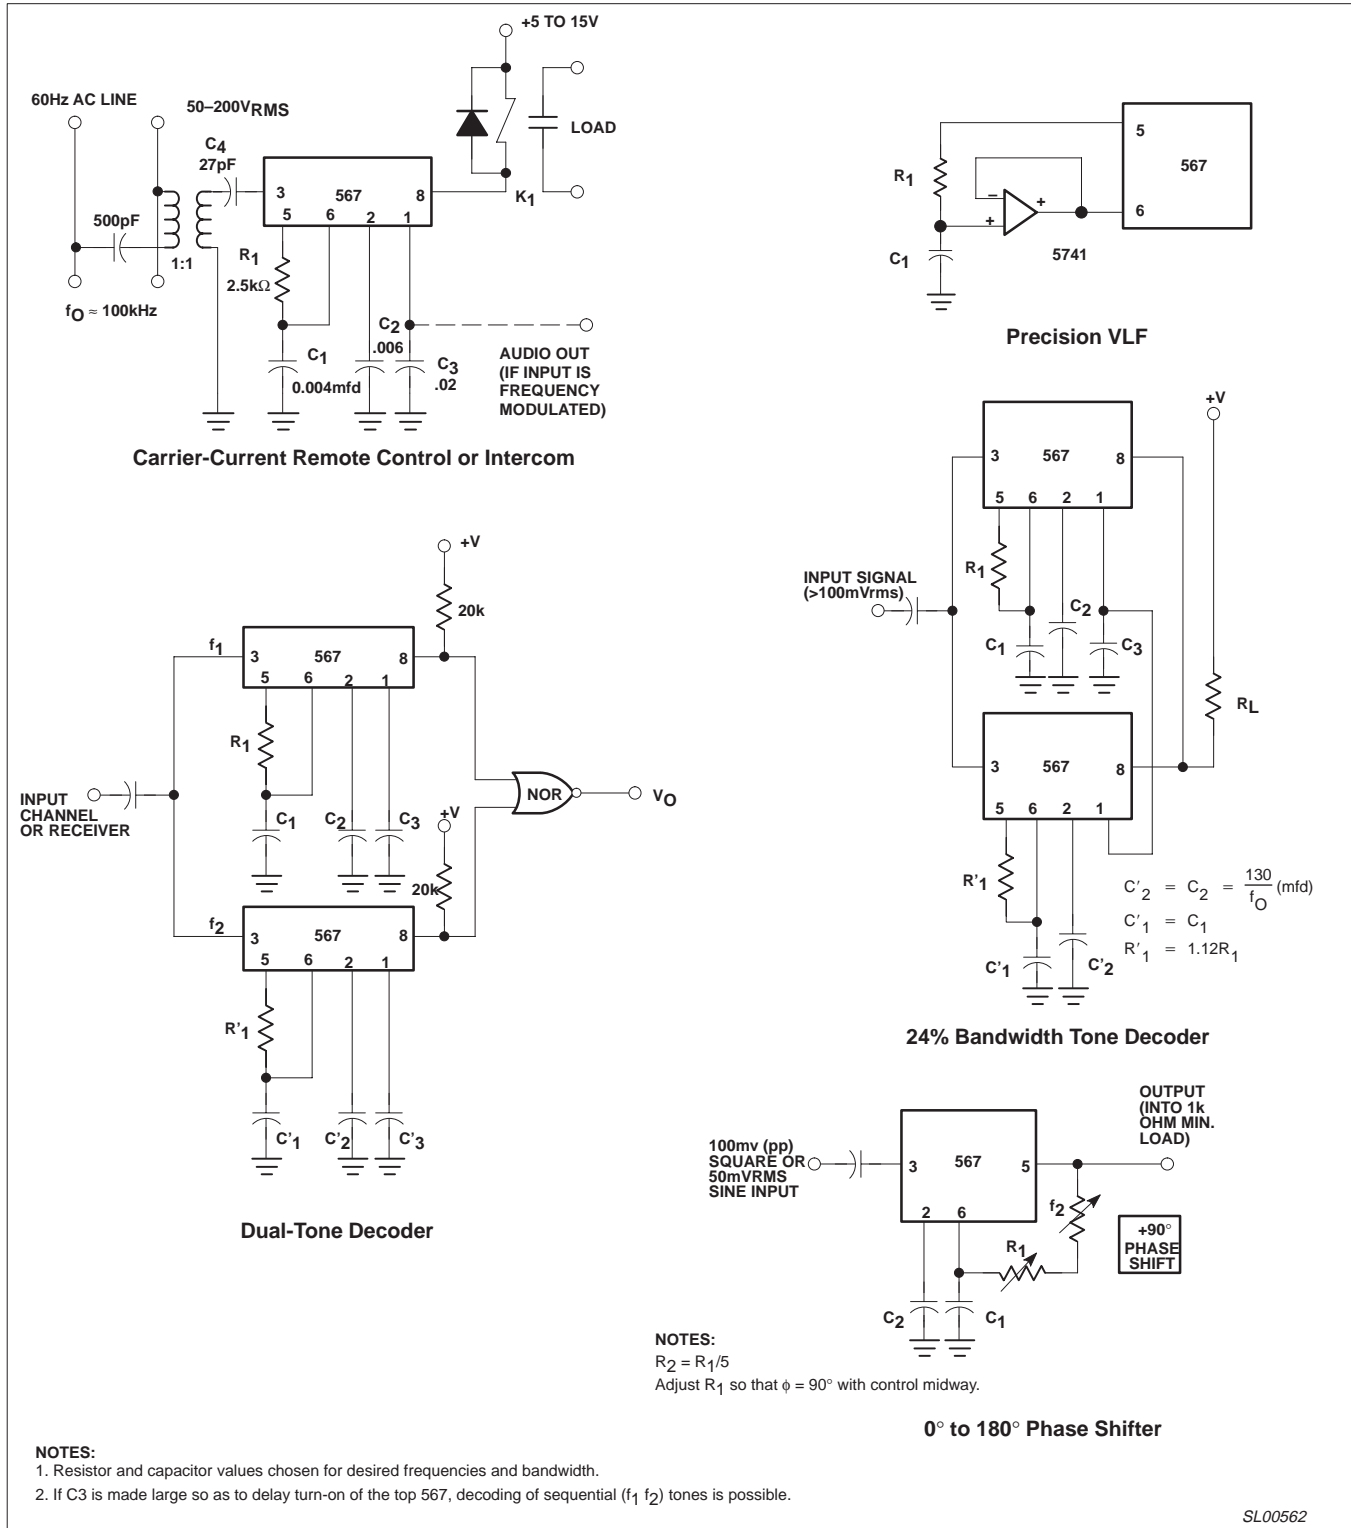 +5 TO 15V
60Hz AC LINE
50–200VRMS
C4
27pF
LOAD
3
567
8
K1
500pF
5
6
2
1
1:1
R1
2.5kΩ
fO ≈ 100kHz
C1
0.004mfd
C2
.006
C3
.02
AUDIO OUT
(IF INPUT IS
FREQUENCY
MODULATED)
Carrier-Current Remote Control or Intercom
5
567
6
R1
–
+
+
5741
C1
Precision VLF
+V
20k
f1
3
567
8
5
6
2
1
R1
C1
C2
C3
INPUT
CHANNEL
OR RECEIVER
NOR
VO
+V
20k
f2
3
567
8
5
6
2
1
R'1
C'1
C'2
C'3
Dual-Tone Decoder
+V
3
567
8
5
6
2
1
R1
INPUT SIGNAL
(>100mVrms)
C1
C2
C3
RL
3
567
8
5
6
2
1
R'1
C'1
C'2
C′2 = C2 = 130/fO (mfd)
C′1 = C1
R′1 = 1.12R1
24% Bandwidth Tone Decoder
100mv (pp)
SQUARE OR
50mVRMS
SINE INPUT
3
567
5
2
6
OUTPUT
(INTO 1k
OHM MIN.
LOAD)
f2
R1
+90°
PHASE
SHIFT
C2
C1
NOTES:
R2 = R1/5
Adjust R1 so that ϕ = 90° with control midway.
0° to 180° Phase Shifter
NOTES:
1. Resistor and capacitor values chosen for desired frequencies and bandwidth.
2. If C3 is made large so as to delay turn-on of the top 567, decoding of sequential (f1 f2) tones is possible.
SL00562